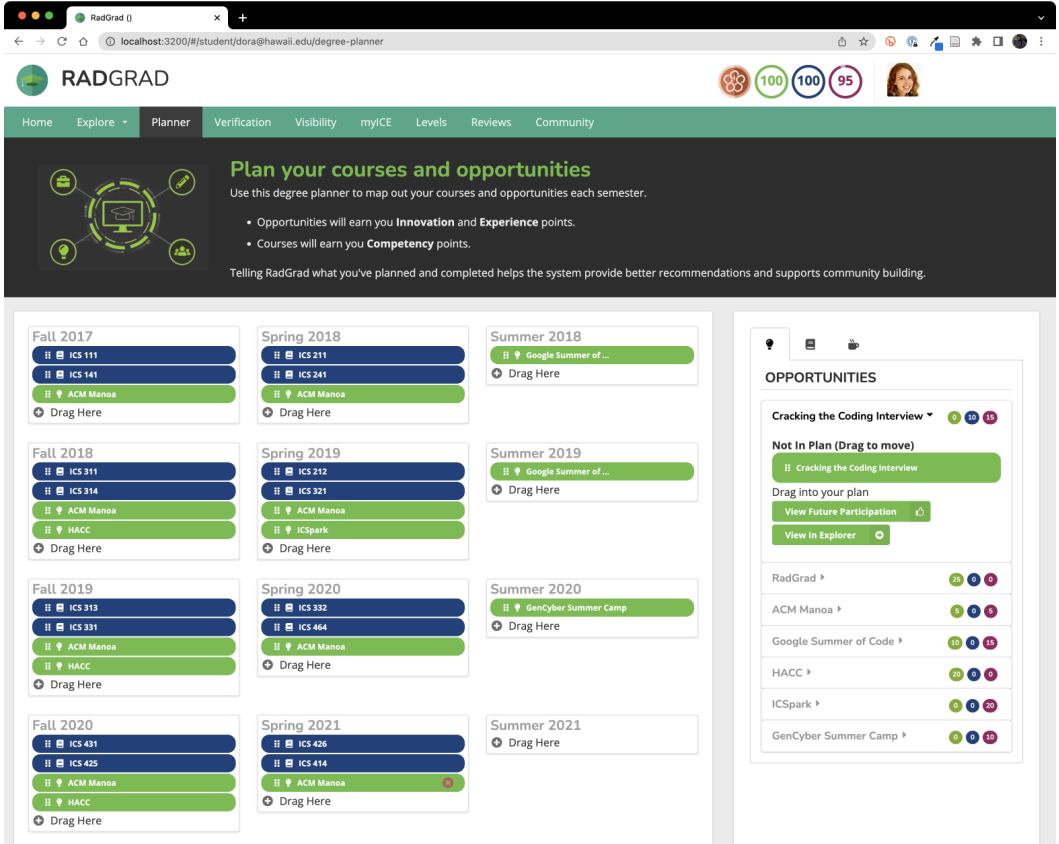 RadGrad ()
localhost:3200/#/student/dora@hawaii.edu/degree-planner
RADGRAD
100 100 95
Home Explore Planner Verification Visibility myICE Levels Reviews Community
Plan your courses and opportunities
Use this degree planner to map out your courses and opportunities each semester.
• Opportunities will earn you Innovation and Experience points.
• Courses will earn you Competency points.
Telling RadGrad what you've planned and completed helps the system provide better recommendations and supports community building.
Fall 2017
ICS 111
ICS 141
ACM Manoa
Drag Here
Spring 2018
ICS 211
ICS 241
ACM Manoa
Drag Here
Summer 2018
Google Summer of ...
Drag Here
Fall 2018
ICS 311
ICS 314
ACM Manoa
HACC
Drag Here
Spring 2019
ICS 212
ICS 321
ACM Manoa
ICSpark
Drag Here
Summer 2019
Google Summer of ...
Drag Here
Fall 2019
ICS 313
ICS 331
ACM Manoa
HACC
Drag Here
Spring 2020
ICS 332
ICS 464
ACM Manoa
Drag Here
Summer 2020
GenCyber Summer Camp
Drag Here
Fall 2020
ICS 431
ICS 425
ACM Manoa
HACC
Drag Here
Spring 2021
ICS 426
ICS 414
ACM Manoa
Drag Here
Summer 2021
Drag Here
OPPORTUNITIES
Cracking the Coding Interview 0 10 15
Not In Plan (Drag to move)
Cracking the Coding Interview
Drag into your plan
View Future Participation
View In Explorer
RadGrad 25 0 0
ACM Manoa 5 0 5
Google Summer of Code 10 0 15
HACC 20 0 0
ICSpark 0 0 20
GenCyber Summer Camp 0 0 10